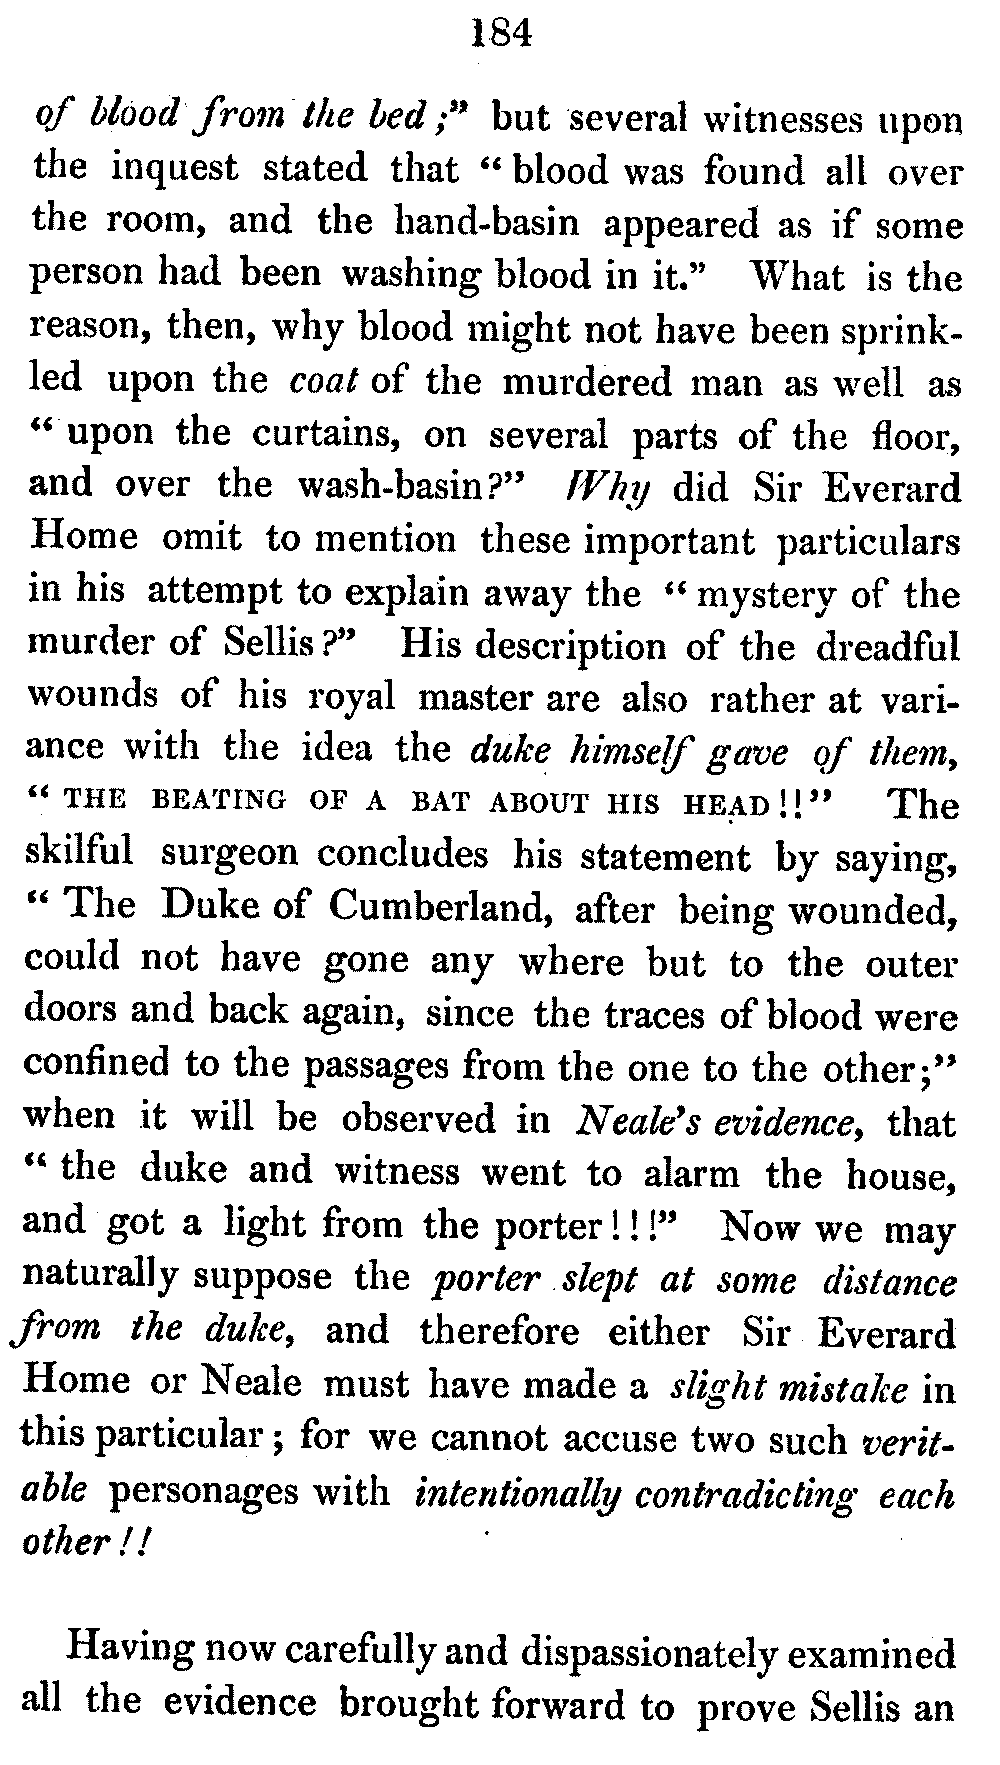 184
of blood from the bed;” but several witnesses upon
the inquest stated that “ blood was found all over
the room, and the hand-basin appeared as if some
person had been washing blood in it.” What is the
reason, then, why blood might not have been sprink-
led upon the coat of the murdered man as well as
“ upon the curtains, on several parts of the floor,
and over the wash-basin?” Why did Sir Everard
Home omit to mention these important particulars
in his attempt to explain away the “ mystery of the
murder of Sellis?” His description of the dreadful
wounds of his royal master are also rather at vari-
ance with the idea the duke himself gave of them,
“ THE BEATING OF A BAT ABOUT HIS HEAD!!” The
skilful surgeon concludes his statement by saying,
“ The Duke of Cumberland, after being wounded,
could not have gone any where but to the outer
doors and back again, since the traces of blood were
confined to the passages from the one to the other;”
when it will be observed in Neale’s evidence, that
“ the duke and witness went to alarm the house,
and got a light from the porter!!!” Now we may
naturally suppose the porter slept at some distance
from the duke, and therefore either Sir Everard
Home or Neale must have made a slight mistake in
this particular; for we cannot accuse two such verit-
able personages with intentionally contradicting each
other!!
Having now carefully and dispassionately examined
all the evidence brought forward to prove Sellis an